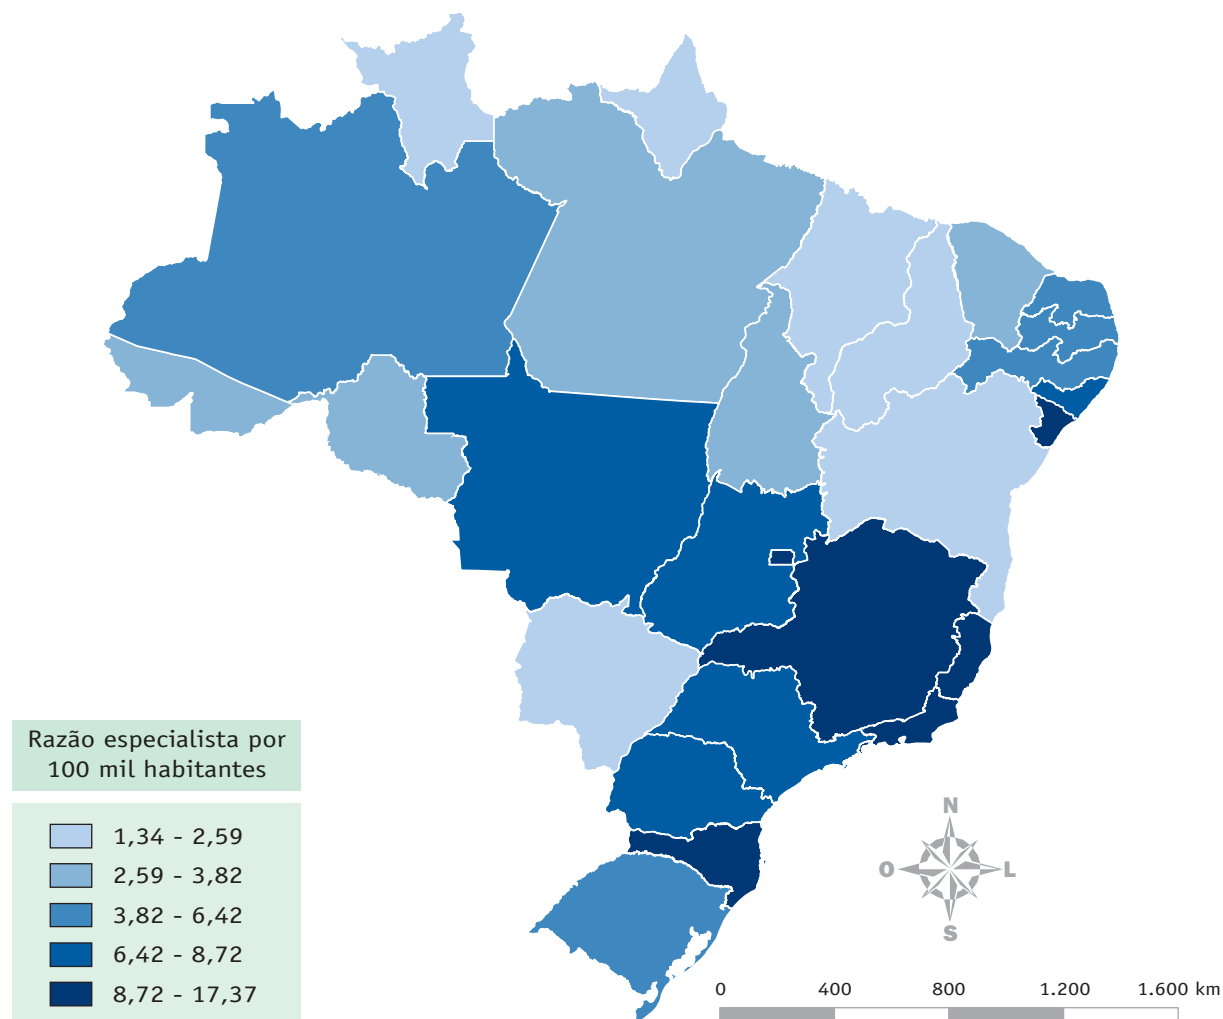 Razão especialista por
100 mil habitantes
1,34 - 2,59
2,59 - 3,82
3,82 - 6,42
6,42 - 8,72
8,72 - 17,37
N
O L
S
0 400 800 1.200 1.600 km